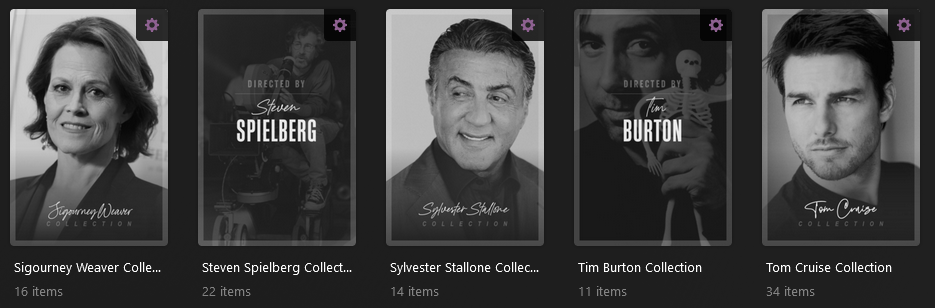 Sigourney Weaver
COLLECTION
DIRECTED BY
Steven
SPIELBERG
Sylvester Stallone
COLLECTION
DIRECTED BY
Tim
BURTON
Tom Cruise
COLLECTION
Sigourney Weaver Colle...
Steven Spielberg Collect...
Sylvester Stallone Collec...
Tim Burton Collection
Tom Cruise Collection
16 items
22 items
14 items
11 items
34 items